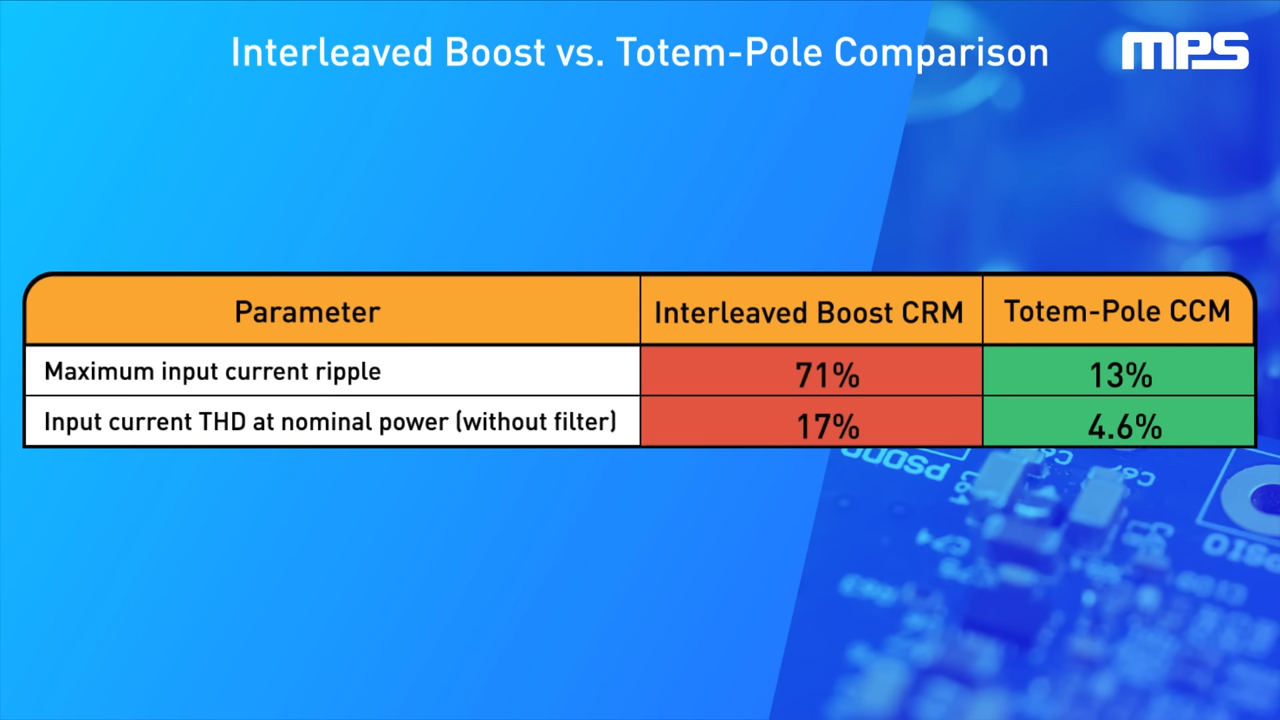 Interleaved Boost vs. Totem-Pole Comparison
MPS
Parameter
Interleaved Boost CRM
Totem-Pole CCM
Maximum input current ripple
71%
13%
Input current THD at nominal power (without filter)
17%
4.6%